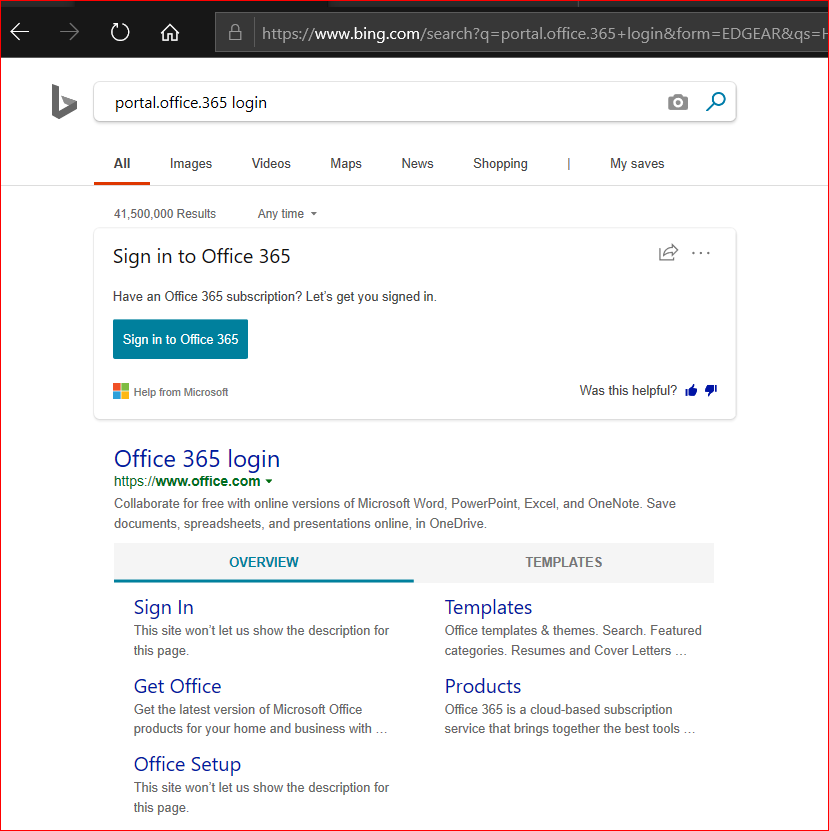 https://www.bing.com/search?q=portal.office.365+login&form=EDGEAR&qs=H
portal.office.365 login
All Images Videos Maps News Shopping | My saves
41,500,000 Results Any time
Sign in to Office 365
Have an Office 365 subscription? Let's get you signed in.
Sign in to Office 365
Help from Microsoft Was this helpful?
Office 365 login
https://www.office.com
Collaborate for free with online versions of Microsoft Word, PowerPoint, Excel, and OneNote. Save
documents, spreadsheets, and presentations online, in OneDrive.
OVERVIEW TEMPLATES
Sign In
This site won't let us show the description for
this page.
Templates
Office templates & themes. Search. Featured
categories. Resumes and Cover Letters ...
Get Office
Get the latest version of Microsoft Office
products for your home and business with ...
Products
Office 365 is a cloud-based subscription
service that brings together the best tools ...
Office Setup
This site won't let us show the description for
this page.